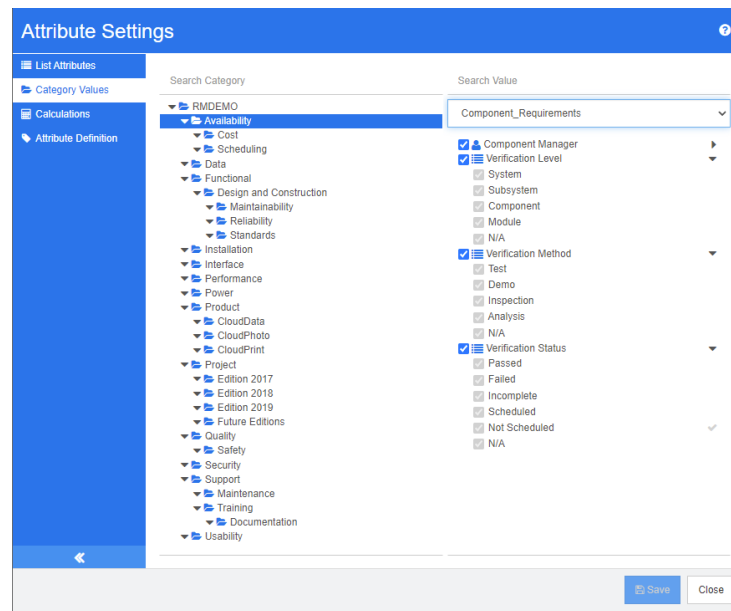 Attribute Settings
List Attributes
Category Values
Calculations
Attribute Definition
Search Category
RMDEMO
Availability
Cost
Scheduling
Data
Functional
Design and Construction
Maintainability
Reliability
Standards
Installation
Interface
Performance
Power
Product
CloudData
CloudPhoto
CloudPrint
Project
Edition 2017
Edition 2018
Edition 2019
Future Editions
Quality
Safety
Security
Support
Maintenance
Training
Documentation
Usability
Search Value
Component_Requirements
Component Manager
Verification Level
System
Subsystem
Component
Module
N/A
Verification Method
Test
Demo
Inspection
Analysis
N/A
Verification Status
Passed
Failed
Incomplete
Scheduled
Not Scheduled
N/A
Save
Close